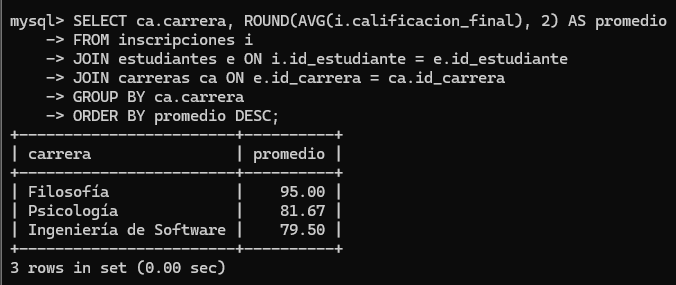 mysql> SELECT ca.carrera, ROUND(AVG(i.calificacion_final), 2) AS promedio
    -> FROM inscripciones i
    -> JOIN estudiantes e ON i.id_estudiante = e.id_estudiante
    -> JOIN carreras ca ON e.id_carrera = ca.id_carrera
    -> GROUP BY ca.carrera
    -> ORDER BY promedio DESC;
+------------------------+----------+
| carrera                | promedio |
+------------------------+----------+
| Filosofía              |    95.00 |
| Psicología             |    81.67 |
| Ingeniería de Software |    79.50 |
+------------------------+----------+
3 rows in set (0.00 sec)